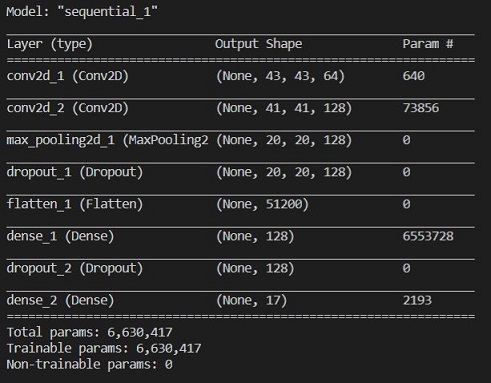 Model: "sequential_1"
Layer (type) Output Shape Param #
conv2d_1 (Conv2D) (None, 43, 43, 64) 640
conv2d_2 (Conv2D) (None, 41, 41, 128) 73856
max_pooling2d_1 (MaxPooling2 (None, 20, 20, 128) 0
dropout_1 (Dropout) (None, 20, 20, 128) 0
flatten_1 (Flatten) (None, 51200) 0
dense_1 (Dense) (None, 128) 6553728
dropout_2 (Dropout) (None, 128) 0
dense_2 (Dense) (None, 17) 2193
Total params: 6,630,417
Trainable params: 6,630,417
Non-trainable params: 0